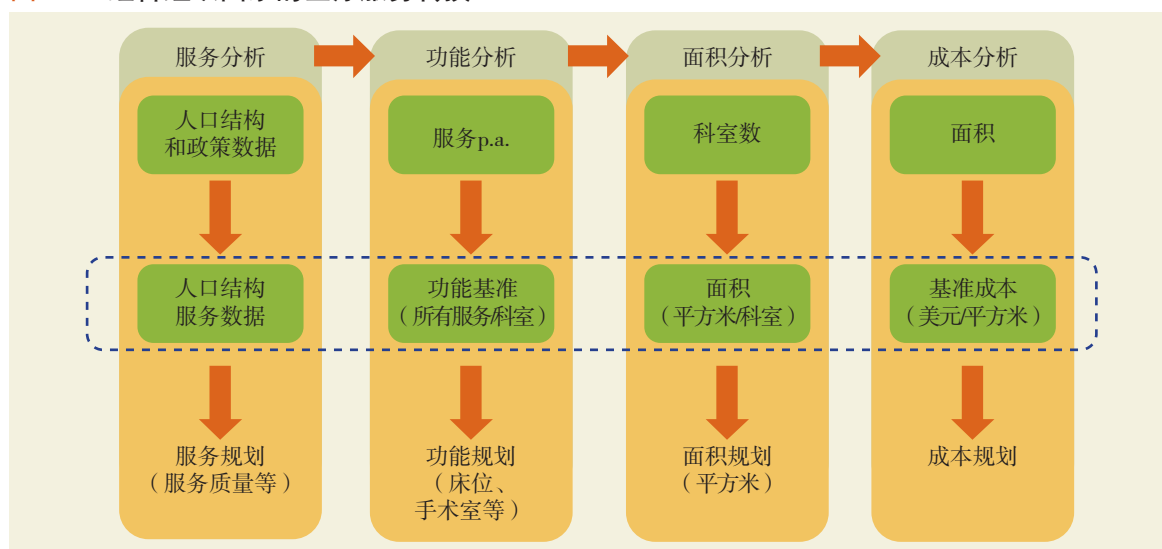 服务分析
功能分析
面积分析
成本分析
人口结构
和政策数据
服务p.a.
科室数
面积
人口结构
服务数据
功能基准
（所有服务/科室）
面积
（平方米/科室）
基准成本
（美元/平方米）
服务规划
（服务质量等）
功能规划
（床位、
手术室等）
面积规划
（平方米）
成本规划